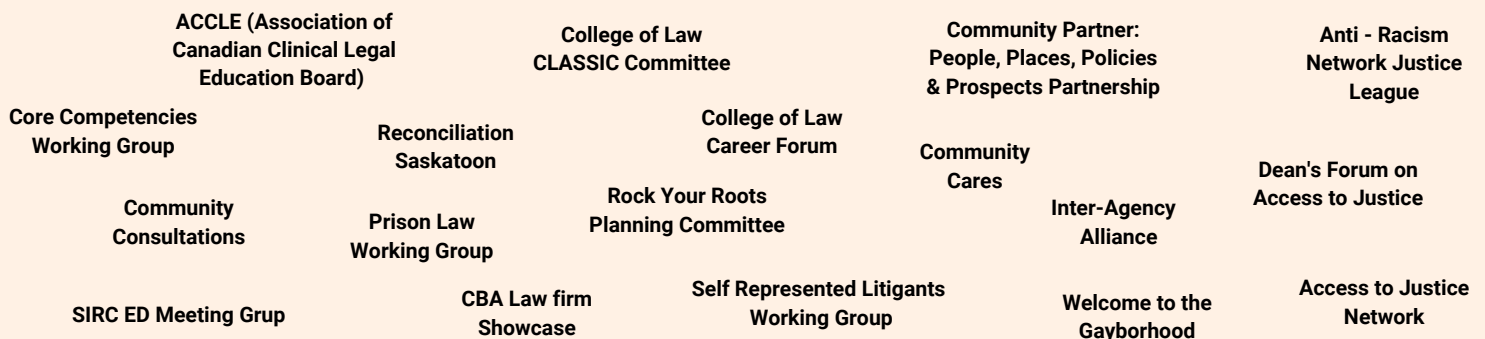 ACCLE (Association of
Canadian Clinical Legal
Education Board)
College of Law
CLASSIC Committee
Community Partner:
People, Places, Policies
& Prospects Partnership
Anti - Racism
Network Justice
League
Core Competencies
Working Group
Reconciliation
Saskatoon
College of Law
Career Forum
Community
Cares
Dean's Forum on
Access to Justice
Community
Consultations
Prison Law
Working Group
Rock Your Roots
Planning Committee
Inter-Agency
Alliance
SIRC ED Meeting Grup
CBA Law firm
Showcase
Self Represented Litigants
Working Group
Welcome to the
Gayborhood
Access to Justice
Network